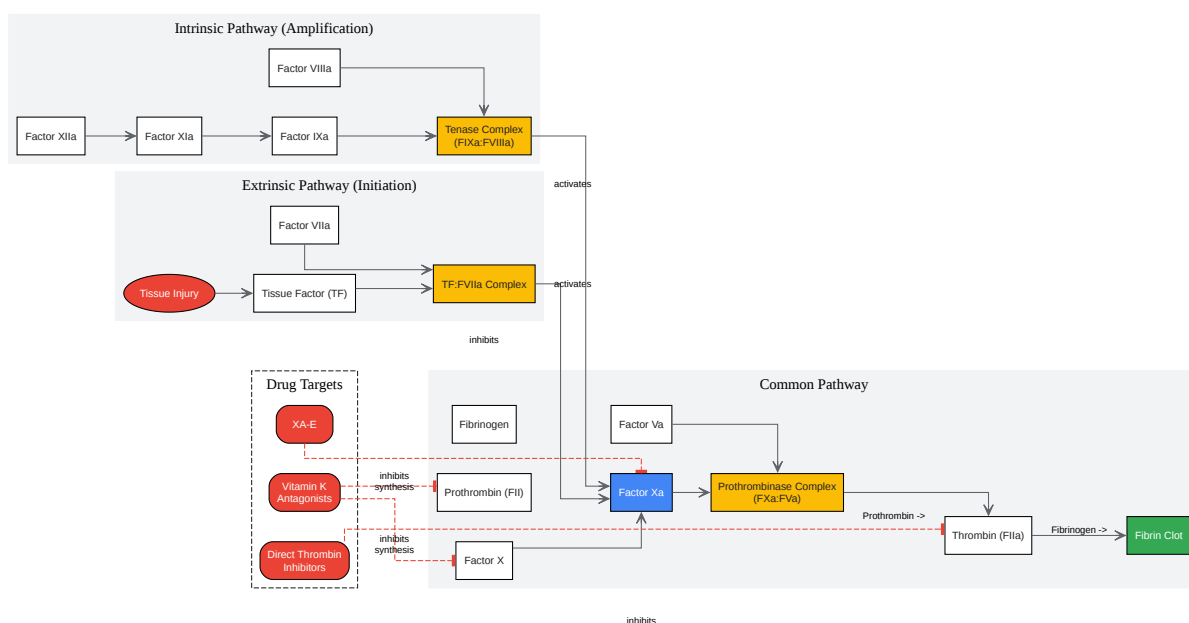 Intrinsic Pathway (Amplification)
Factor VIIIa
Factor XIIa
Factor XIa
Factor IXa
Tenase Complex
(FIXa:FVIIIa)
activates
Extrinsic Pathway (Initiation)
Factor VIIa
Tissue Injury
Tissue Factor (TF)
TF:FVIIa Complex
activates
inhibits
Drug Targets
XA-E
Vitamin K
Antagonists
Direct Thrombin
Inhibitors
inhibits
synthesis
inhibits
synthesis
Common Pathway
Fibrinogen
Factor Va
Prothrombin (FII)
Factor Xa
Prothrombinase Complex
(FXa:FVa)
Prothrombin ->
Thrombin (FIIa)
Fibrinogen ->
Fibrin Clot
Factor X
inhibits